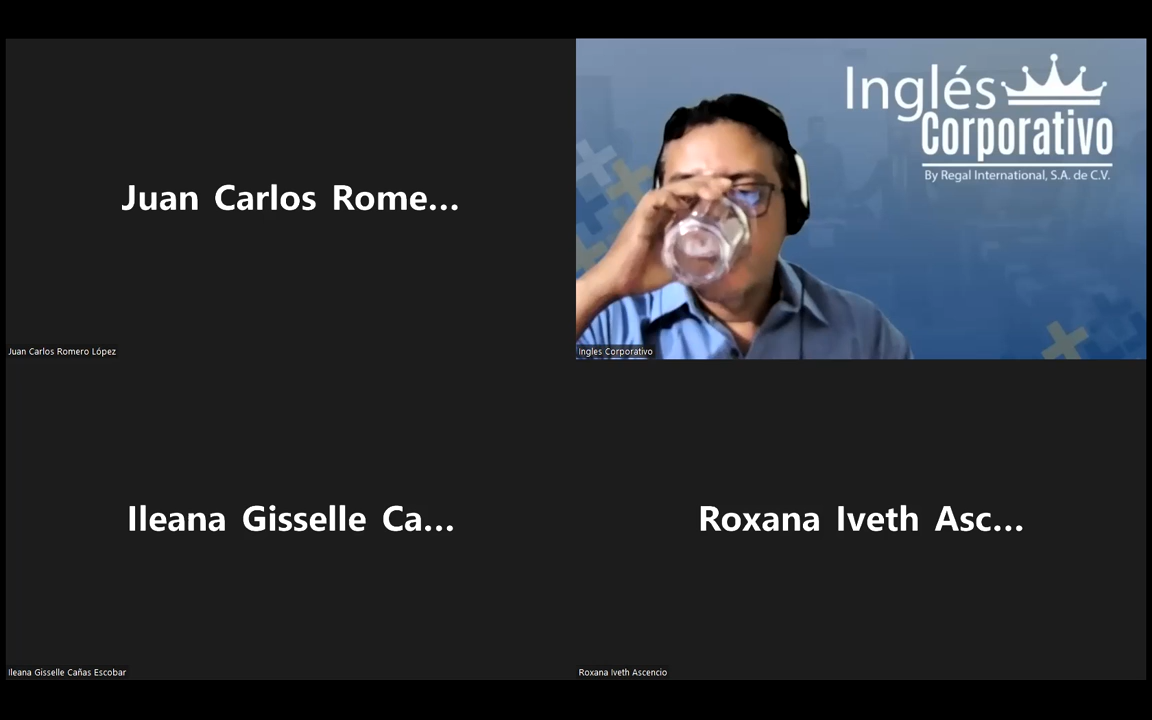 Juan Carlos Rome...
Juan Carlos Romero López
Inglés
Corporativo
By Regal International, S.A. de C.V.
Ingles Corporativo
Ileana Gisselle Ca...
Ileana Gisselle Cañas Escobar
Roxana Iveth Asc...
Roxana Iveth Ascencio